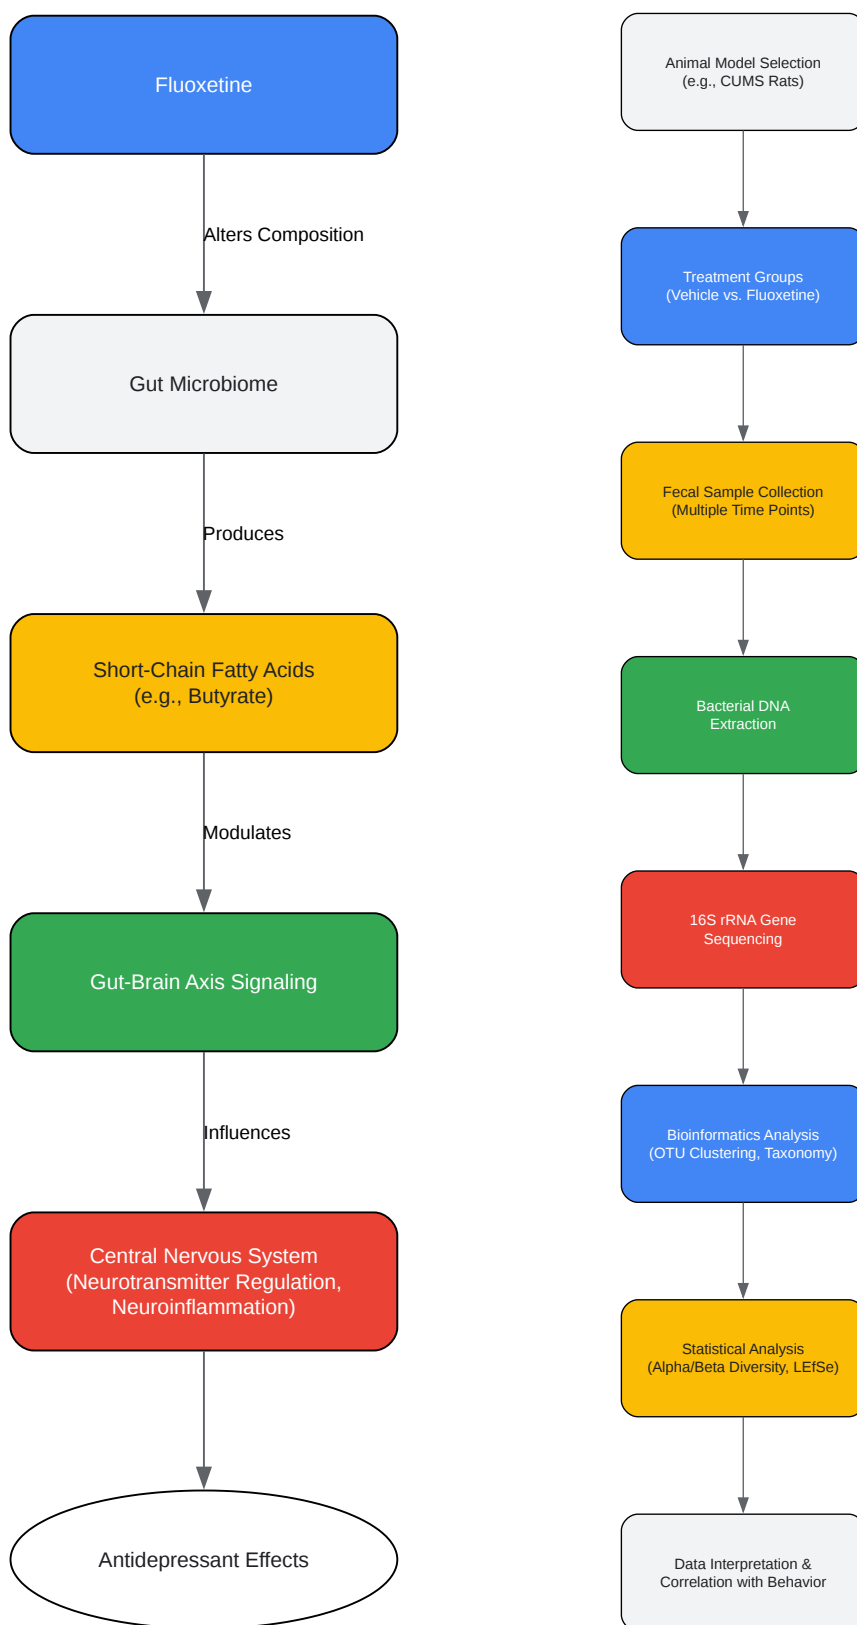 Fluoxetine
Alters Composition
Gut Microbiome
Produces
Short-Chain Fatty Acids
(e.g., Butyrate)
Modulates
Gut-Brain Axis Signaling
Influences
Central Nervous System
(Neurotransmitter Regulation,
Neuroinflammation)
Antidepressant Effects
Animal Model Selection
(e.g., CUMS Rats)
Treatment Groups
(Vehicle vs. Fluoxetine)
Fecal Sample Collection
(Multiple Time Points)
Bacterial DNA
Extraction
16S rRNA Gene
Sequencing
Bioinformatics Analysis
(OTU Clustering, Taxonomy)
Statistical Analysis
(Alpha/Beta Diversity, LEfSe)
Data Interpretation &
Correlation with Behavior